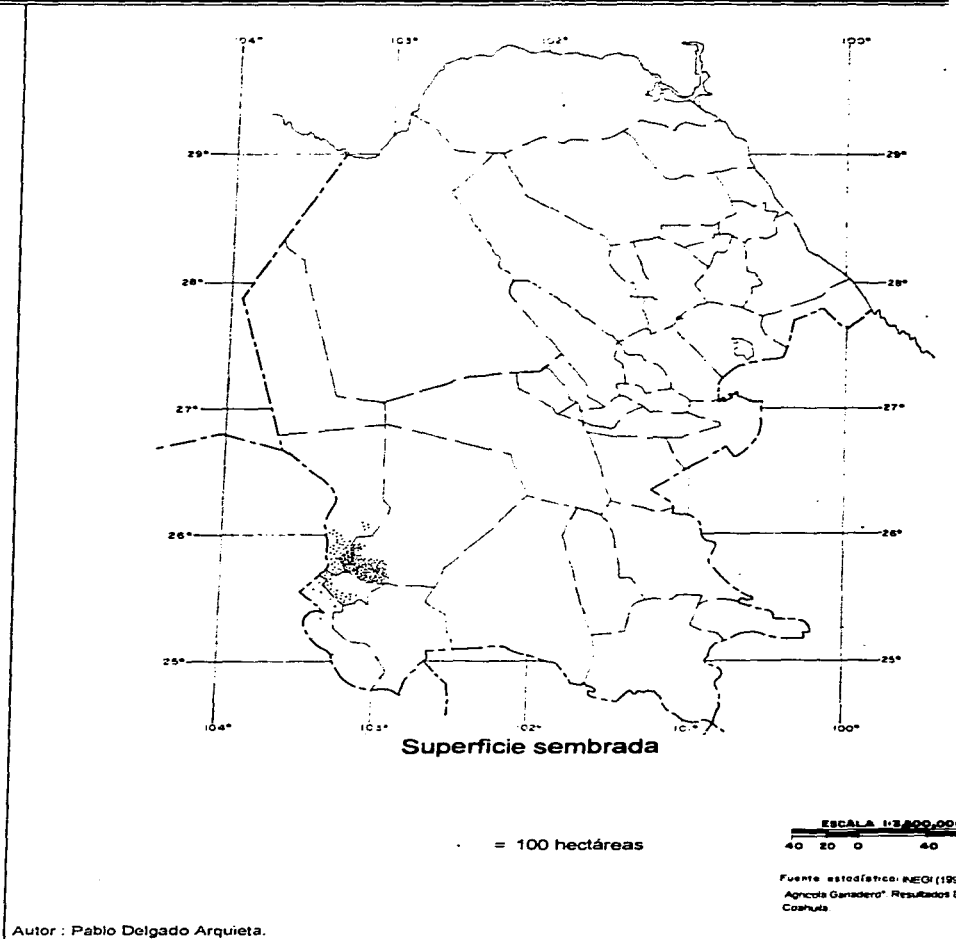 104° 103° 102° 100°
29° 29°
28° 28°
27° 27°
26° 26°
25° 25°
104° 103° 102° 100°
Superficie sembrada
. = 100 hectáreas
ESCALA
40 20 0 40
Fuente estadística: INEGI (199
Agrícola Ganadero". Resultados
Coahuila.
Autor : Pablo Delgado Arquieta.